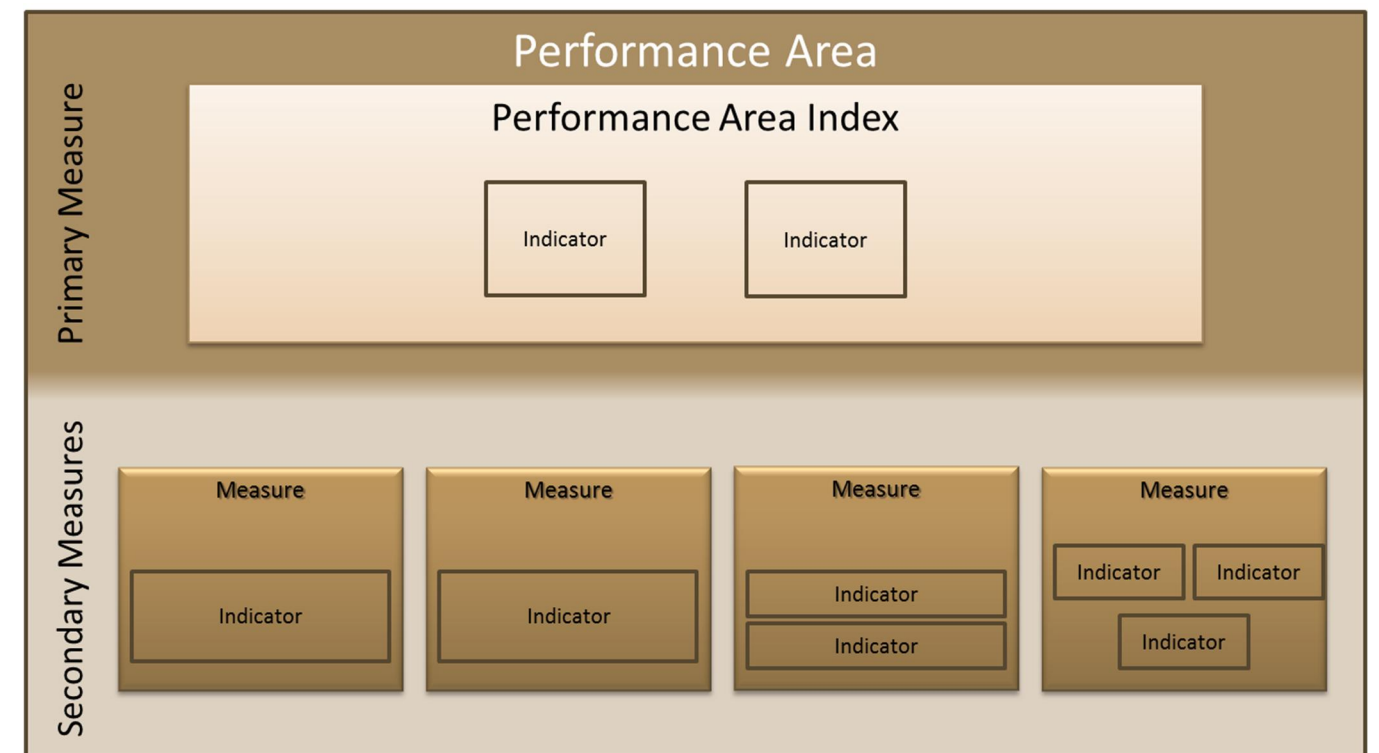 Performance Area
Primary Measure
Performance Area Index
Indicator
Indicator
Secondary Measures
Measure
Indicator
Measure
Indicator
Measure
Indicator
Indicator
Measure
Indicator
Indicator
Indicator